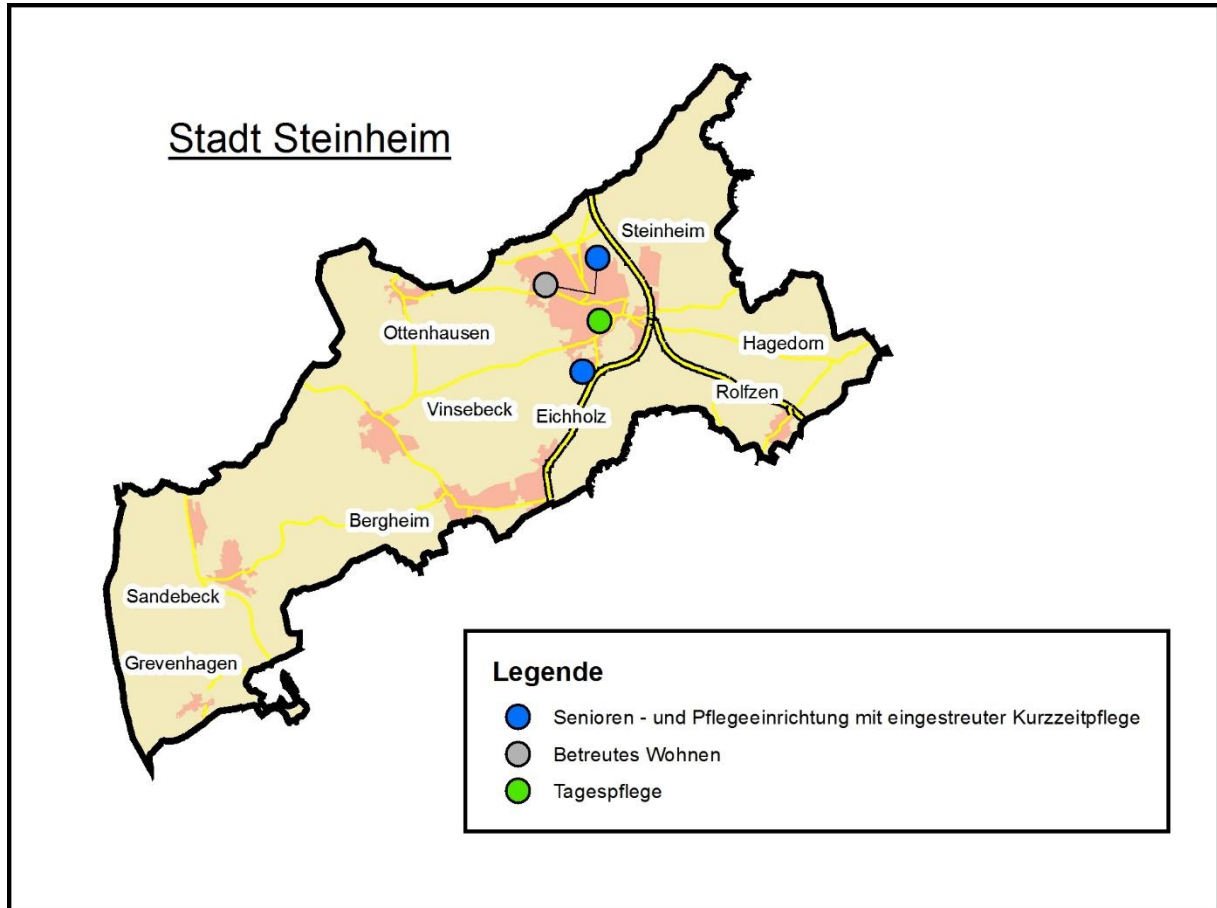 Stadt Steinheim
Steinheim
Ottenhausen
Hagedorn
Rolfzen
Vinsebeck
Eichholz
Bergheim
Sandebeck
Grevenhagen
Legende
Senioren - und Pflegeeinrichtung mit eingestreuter Kurzzeitpflege
Betreutes Wohnen
Tagespflege